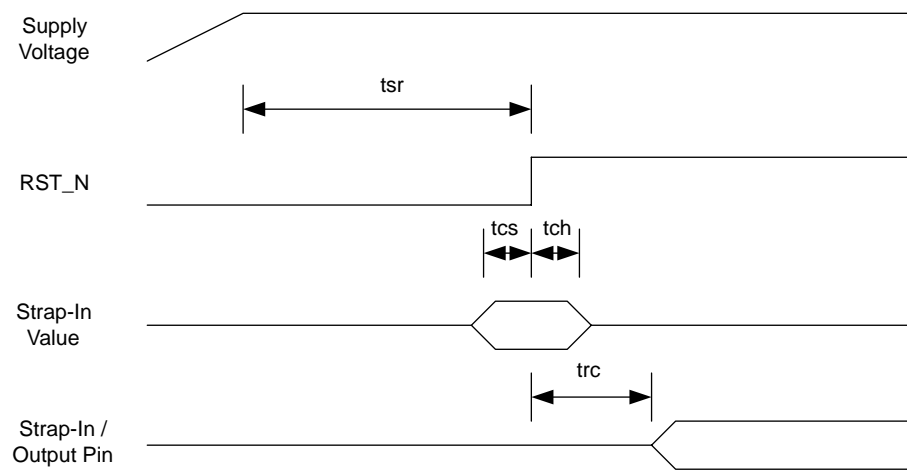 Supply
Voltage
tsr
RST_N
tcs
tch
Strap-In
Value
trc
Strap-In /
Output Pin